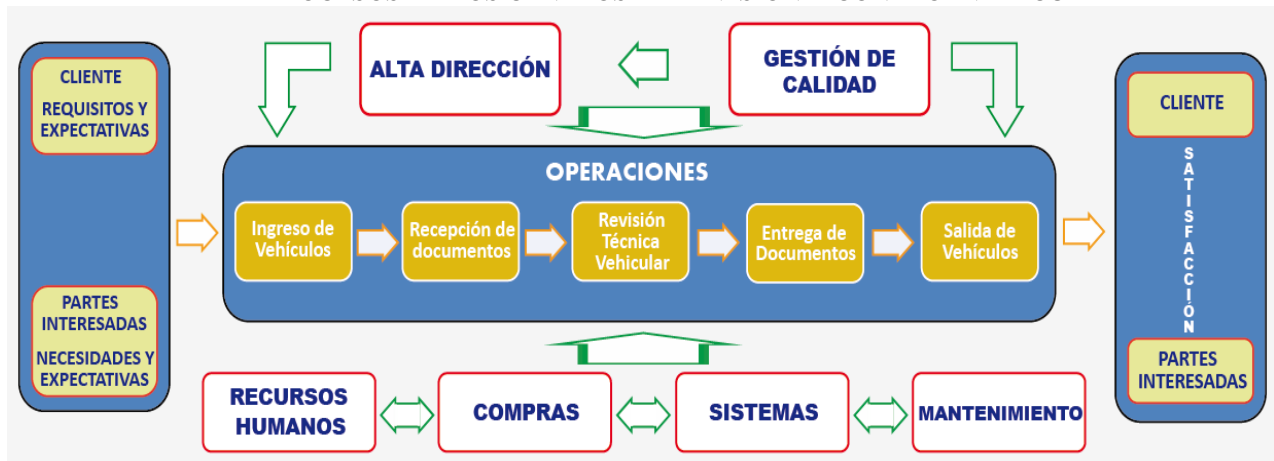 ALTA DIRECCIÓN
GESTIÓN DE
CALIDAD
CLIENTE
REQUISITOS Y
EXPECTATIVAS
PARTES
INTERESADAS
NECESIDADES Y
EXPECTATIVAS
OPERACIONES
Ingreso de
Vehículos
Recepción de
documentos
Revisión
Técnica
Vehicular
Entrega de
Documentos
Salida de
Vehículos
CLIENTE
SATISFACCIÓN
PARTES
INTERESADAS
RECURSOS
HUMANOS
COMPRAS
SISTEMAS
MANTENIMIENTO